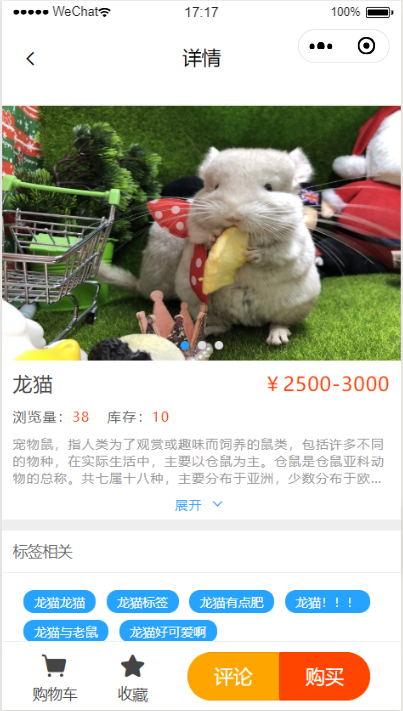 WeChat 17:17 100%
详情
龙猫 ￥2500-3000
浏览量：38 库存：10
宠物鼠，指人类为了观赏或趣味而饲养的鼠类，包括许多不同
的物种，在实际生活中，主要以仓鼠为主。仓鼠是仓鼠亚科动
物的总称。共七属十八种，主要分布于亚洲，少数分布于欧...
展开
标签相关
龙猫龙猫 龙猫标签 龙猫有点肥 龙猫！！！
龙猫与老鼠 龙猫好可爱啊
购物车 收藏 评论 购买